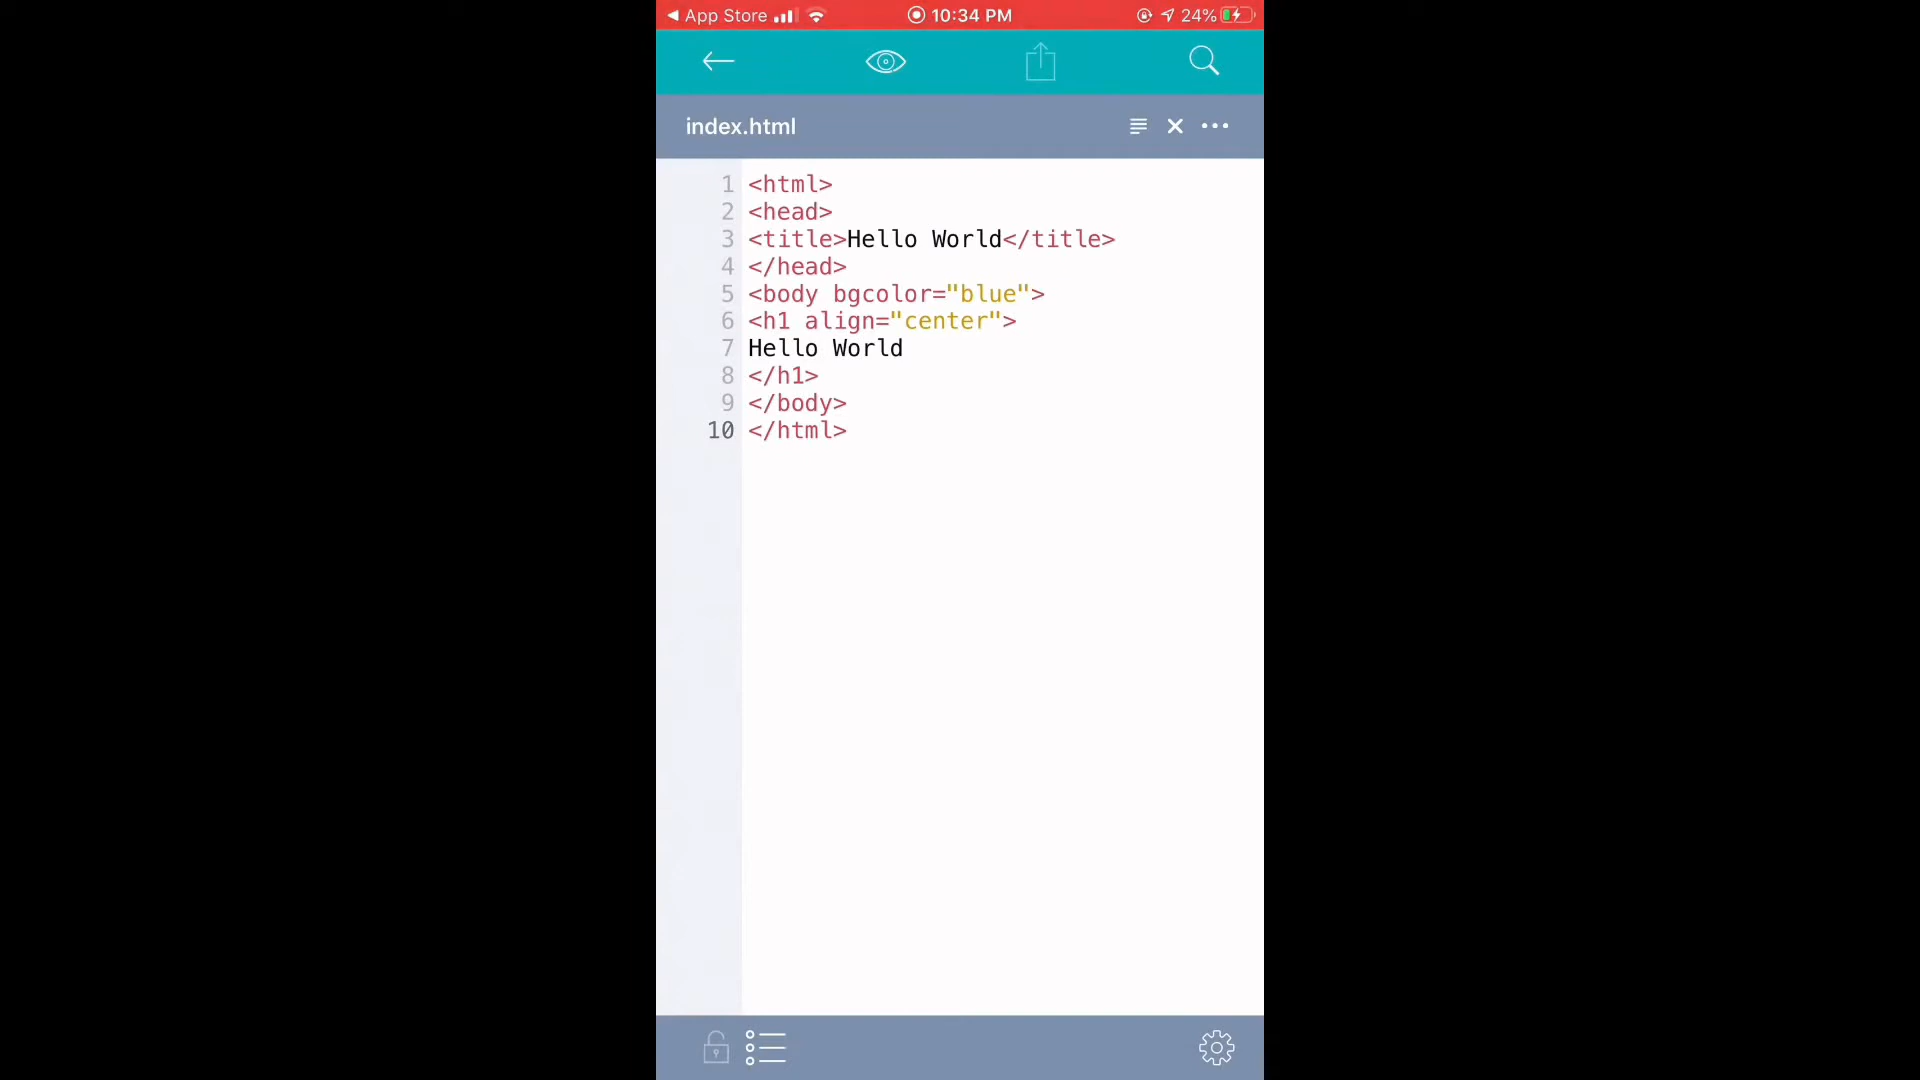 ◀ App Store 10:34 PM 24%
index.html
1 <html>
2 <head>
3 <title>Hello World</title>
4 </head>
5 <body bgcolor="blue">
6 <h1 align="center">
7 Hello World
8 </h1>
9 </body>
10 </html>